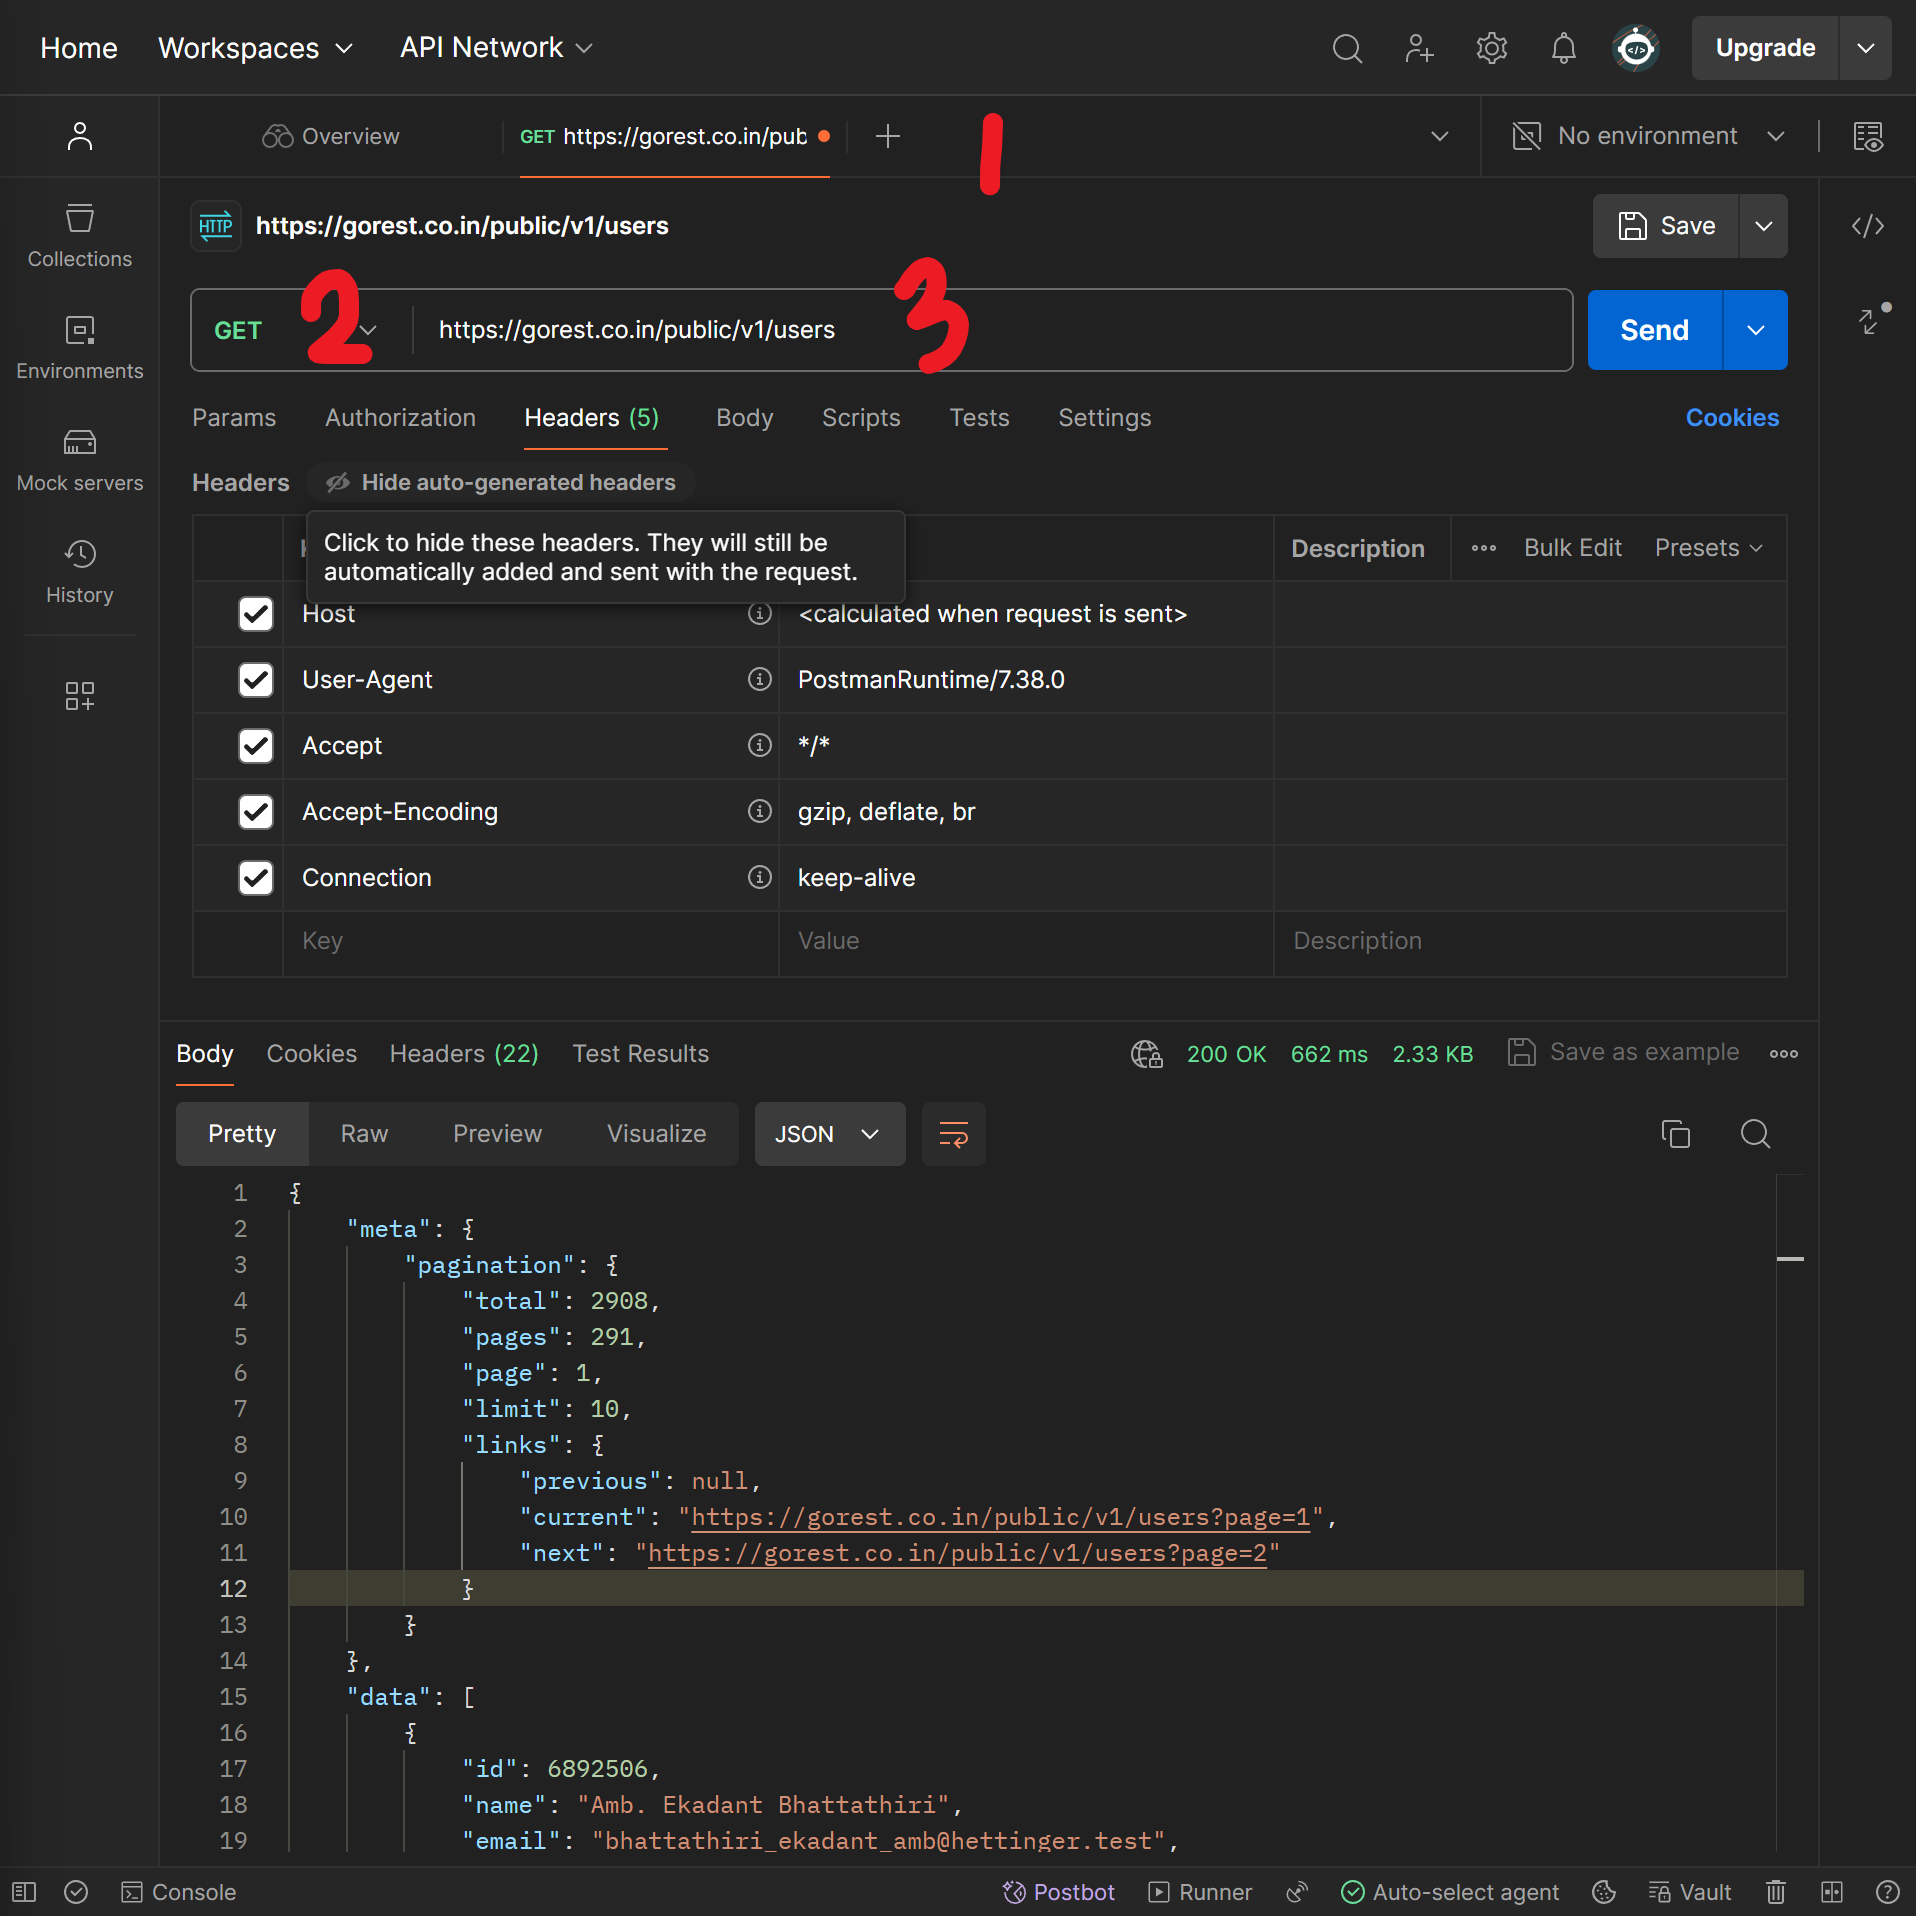 Home Workspaces API Network Upgrade
Overview GET https://gorest.co.in/pub 1 No environment
HTTP https://gorest.co.in/public/v1/users Save
Collections
GET 2 https://gorest.co.in/public/v1/users 3 Send
Environments
Params Authorization Headers (5) Body Scripts Tests Settings Cookies
Mock servers
Headers Hide auto-generated headers
Click to hide these headers. They will still be
automatically added and sent with the request.
Description Bulk Edit Presets
History
Host <calculated when request is sent>
User-Agent PostmanRuntime/7.38.0
Accept */*
Accept-Encoding gzip, deflate, br
Connection keep-alive
Key Value Description
Body Cookies Headers (22) Test Results 200 OK 662 ms 2.33 KB Save as example
Pretty Raw Preview Visualize JSON
1 {
2 "meta": {
3 "pagination": {
4 "total": 2908,
5 "pages": 291,
6 "page": 1,
7 "limit": 10,
8 "links": {
9 "previous": null,
10 "current": "https://gorest.co.in/public/v1/users?page=1",
11 "next": "https://gorest.co.in/public/v1/users?page=2"
12 }
13 }
14 },
15 "data": [
16 {
17 "id": 6892506,
18 "name": "Amb. Ekadant Bhattathiri",
19 "email": "bhattathiri_ekadant_amb@hettinger.test",
Console Postbot Runner Auto-select agent Vault